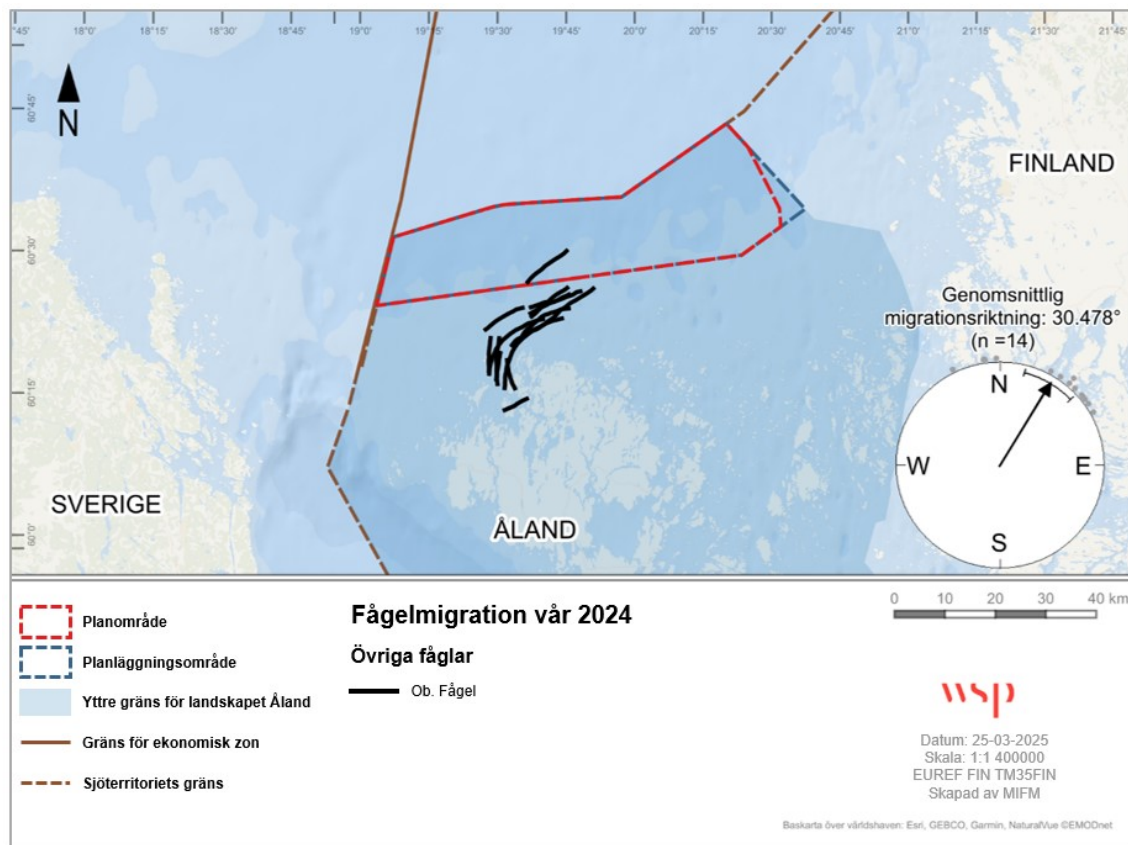 °45' 18°0' 18°15' 18°30' 18°45' 19°0' 19°15' 19°30' 19°45' 20°0' 20°15' 20°30' 20°45' 21°0' 21°15' 21°30' 21°45'
60°45'
N
FINLAND
60°30'
Genomsnittlig
migrationsriktning: 30.478°
(n =14)
60°15'
N
W E
S
SVERIGE
ÅLAND
60°0'
Planområde
Planläggningsområde
Yttre gräns för landskapet Åland
Gräns för ekonomisk zon
Sjöterritoriets gräns
Fågelmigration vår 2024
Övriga fåglar
Ob. Fågel
0 10 20 30 40 km
wsp
Datum: 25-03-2025
Skala: 1:1 400000
EUREF FIN TM35FIN
Skapad av MIFM
Baskarta över världshaven: Esri, GEBCO, Garmin, NaturalVue ©EMODnet